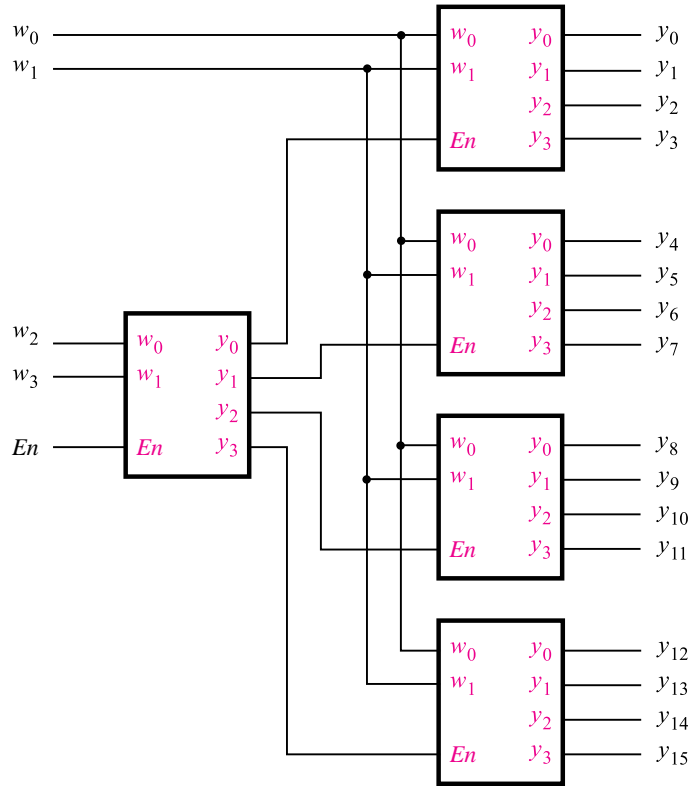 w₀ w₀ y₀ y₀
w₁ w₁ y₁ y₁
y₂ y₂
En y₃ y₃
w₀ y₀ y₄
w₁ y₁ y₅
y₂ y₆
w₂ w₀ y₀ En y₃ y₇
w₃ w₁ y₁
y₂
En En y₃ w₀ y₀ y₈
w₁ y₁ y₉
y₂ y₁₀
En y₃ y₁₁
w₀ y₀ y₁₂
w₁ y₁ y₁₃
y₂ y₁₄
En y₃ y₁₅